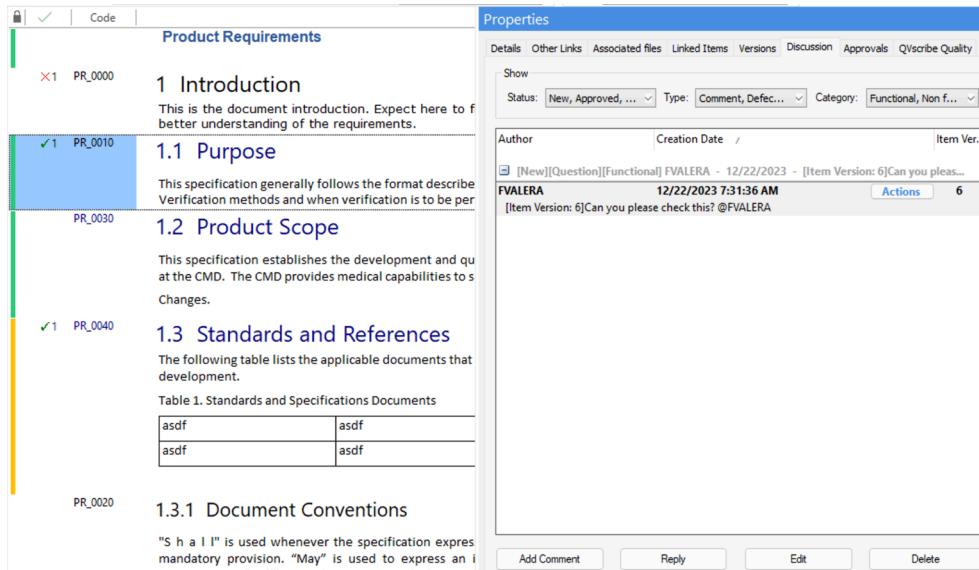 Code
Product Requirements
1 PR_0000
1 Introduction
This is the document introduction. Expect here to f
better understanding of the requirements.
1 PR_0010
1.1 Purpose
This specification generally follows the format describe
Verification methods and when verification is to be per
PR_0030
1.2 Product Scope
This specification establishes the development and qu
at the CMD. The CMD provides medical capabilities to s
Changes.
1 PR_0040
1.3 Standards and References
The following table lists the applicable documents that
development.
Table 1. Standards and Specifications Documents
asdf asdf
asdf asdf
PR_0020
1.3.1 Document Conventions
"S h a l l" is used whenever the specification expres
mandatory provision. "May" is used to express an i
Properties
Details Other Links Associated files Linked Items Versions Discussion Approvals QVscribe Quality
Show
Status: New, Approved, ... Type: Comment, Defec... Category: Functional, Non f...
Author Creation Date / Item Ver.
[New][Question][Functional] FVALERA - 12/22/2023 - [Item Version: 6]Can you pleas...
FVALERA 12/22/2023 7:31:36 AM Actions 6
[Item Version: 6]Can you please check this? @FVALERA
Add Comment Reply Edit Delete